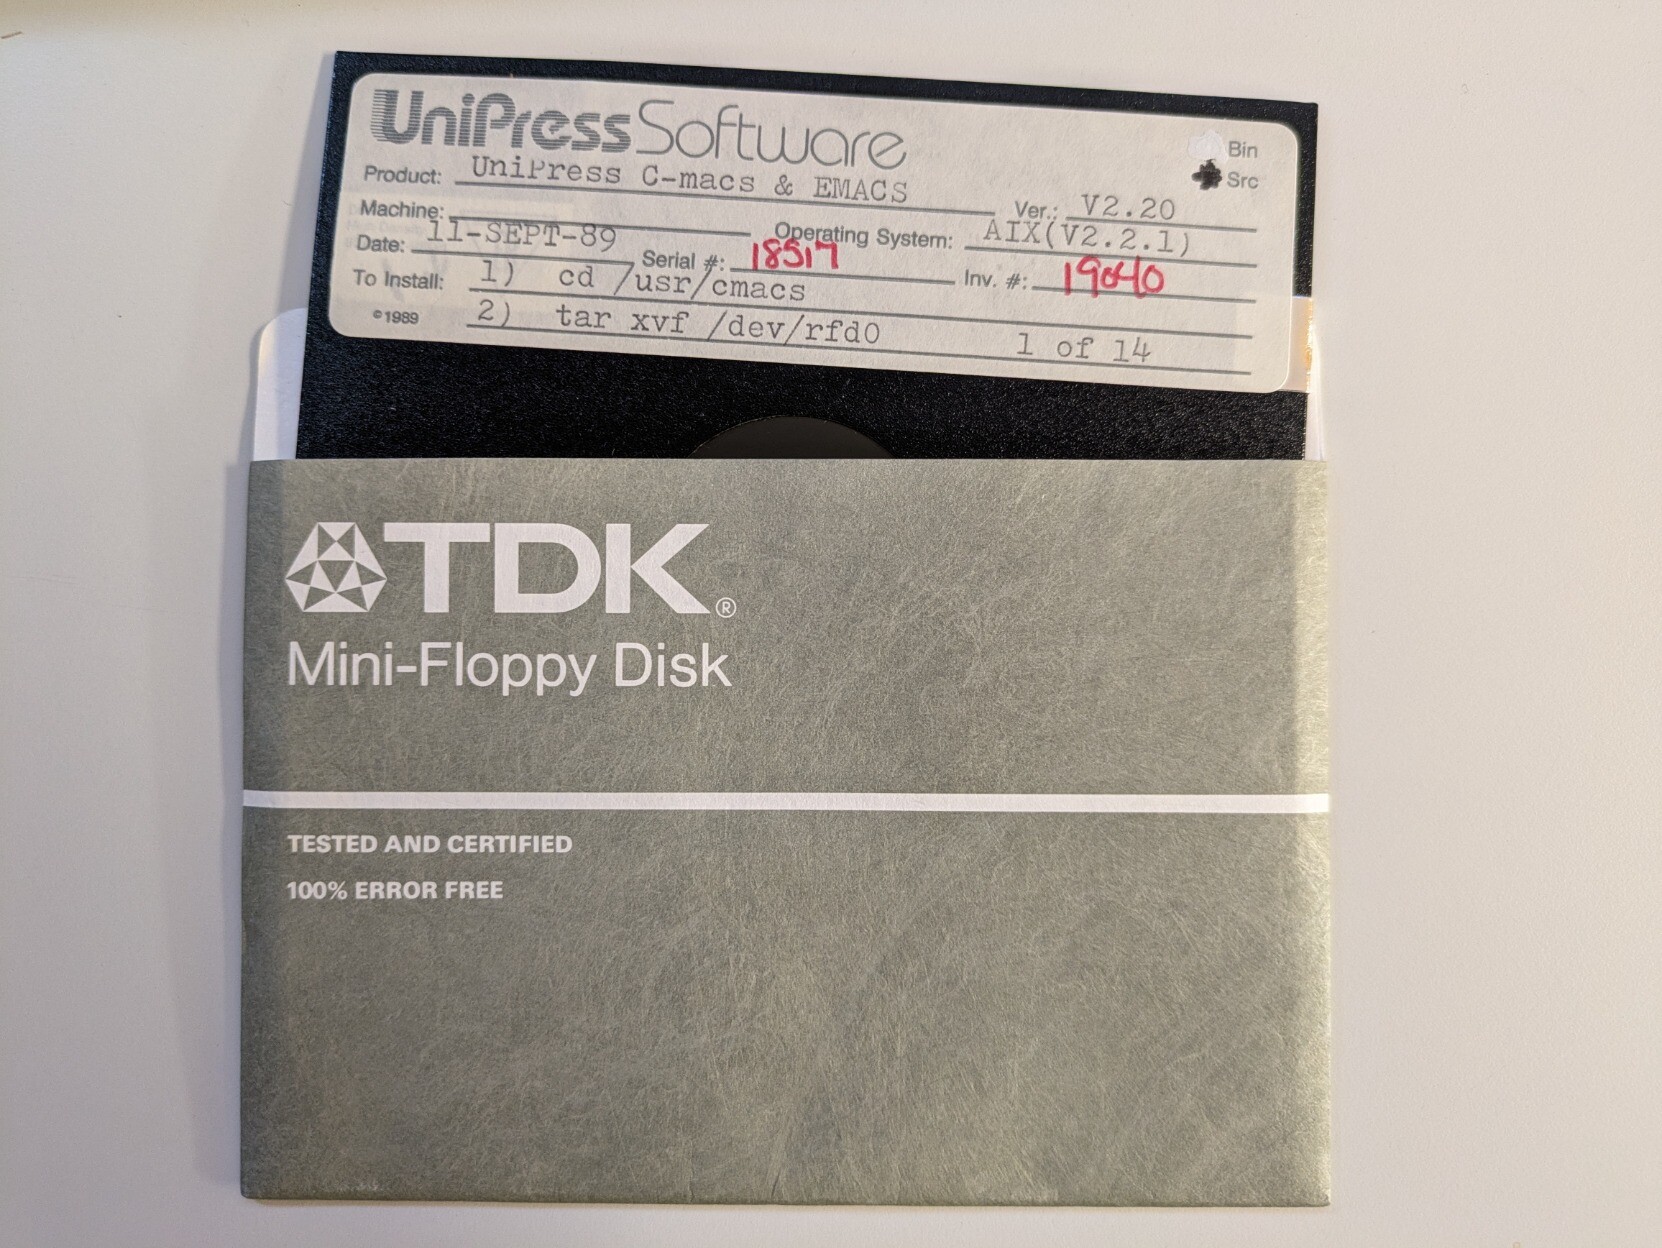 UniPress Software
Bin
Src
Product: UniPress C-macs & EMACS
Ver.: V2.20
Machine:
Operating System: AIX(V2.2.1)
Date: 11-SEPT-89
Serial #: 18517
Inv. #: 19040
To Install: 1) cd /usr/cmacs
2) tar xvf /dev/rfd0
1 of 14
©1989
TDK®
Mini-Floppy Disk
TESTED AND CERTIFIED
100% ERROR FREE